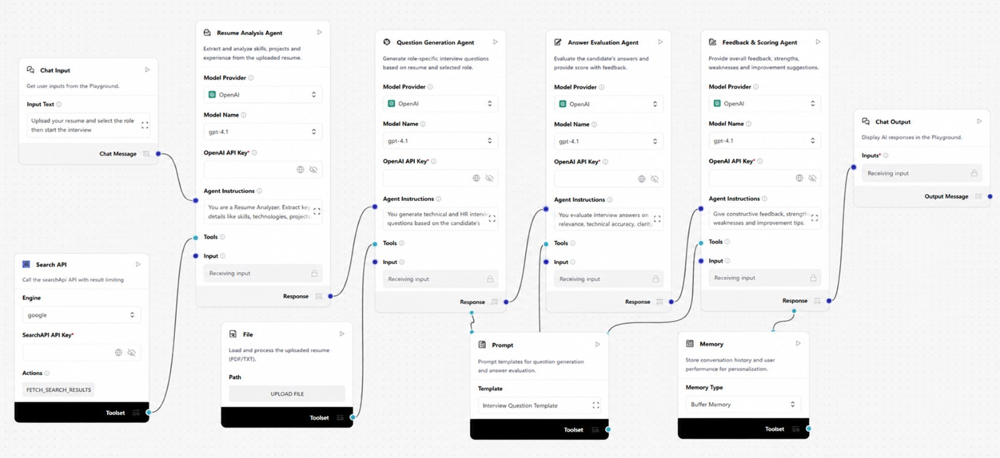 Chat Input
Get user inputs from the Playground.
Input Text
Upload your resume and select the role
then start the interview
Chat Message
Search API
Call the searchApi API with result limiting
Engine
google
SearchAPI API Key*
Actions
FETCH_SEARCH_RESULTS
Toolset
Resume Analysis Agent
Extract and analyze skills, projects and
experience from the uploaded resume.
Model Provider
OpenAI
Model Name
gpt-4.1
OpenAI API Key*
Agent Instructions
You are a Resume Analyzer. Extract key
details like skills, technologies, projects,
Tools
Input
Receiving input
Response
File
Load and process the uploaded resume
(PDF/TXT).
Path
UPLOAD FILE
Toolset
Question Generation Agent
Generate role-specific interview questions
based on resume and selected role.
Model Provider
OpenAI
Model Name
gpt-4.1
OpenAI API Key*
Agent Instructions
You generate technical and HR intervie
questions based on the candidate's
Tools
Input
Receiving input
Response
Prompt
Prompt templates for question generation
and answer evaluation.
Template
Interview Question Template
Toolset
Answer Evaluation Agent
Evaluate the candidate's answers and
provide score with feedback.
Model Provider
OpenAI
Model Name
gpt-4.1
OpenAI API Key*
Agent Instructions
You evaluate interview answers on
relevance, technical accuracy, clarity
Tools
Input
Receiving input
Response
Feedback & Scoring Agent
Provide overall feedback, strengths,
weaknesses and improvement suggestions.
Model Provider
OpenAI
Model Name
gpt-4.1
OpenAI API Key*
Agent Instructions
Give constructive feedback, strengths
weaknesses and improvement tips.
Tools
Input
Receiving input
Response
Memory
Store conversation history and user
performance for personalization.
Memory Type
Buffer Memory
Toolset
Chat Output
Display AI responses in the Playground.
Inputs*
Receiving input
Output Message